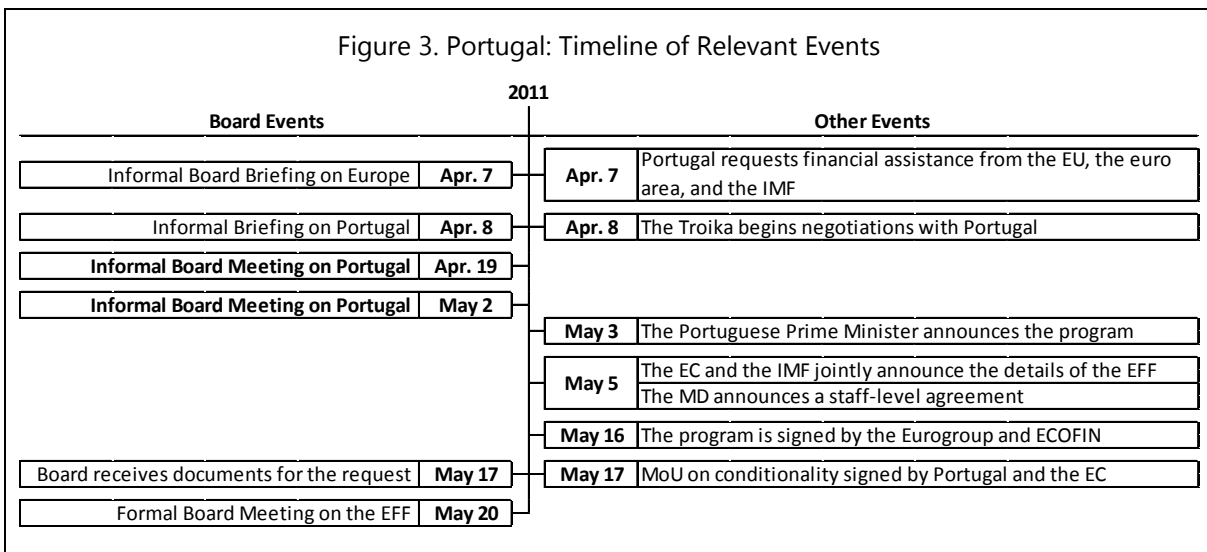 Figure 3. Portugal: Timeline of Relevant Events
2011
Board Events
Other Events
Informal Board Briefing on Europe Apr. 7
Apr. 7 Portugal requests financial assistance from the EU, the euro
area, and the IMF
Informal Briefing on Portugal Apr. 8
Apr. 8 The Troika begins negotiations with Portugal
Informal Board Meeting on Portugal Apr. 19
Informal Board Meeting on Portugal May 2
May 3 The Portuguese Prime Minister announces the program
May 5 The EC and the IMF jointly announce the details of the EFF
The MD announces a staff-level agreement
May 16 The program is signed by the Eurogroup and ECOFIN
Board receives documents for the request May 17
May 17 MoU on conditionality signed by Portugal and the EC
Formal Board Meeting on the EFF May 20